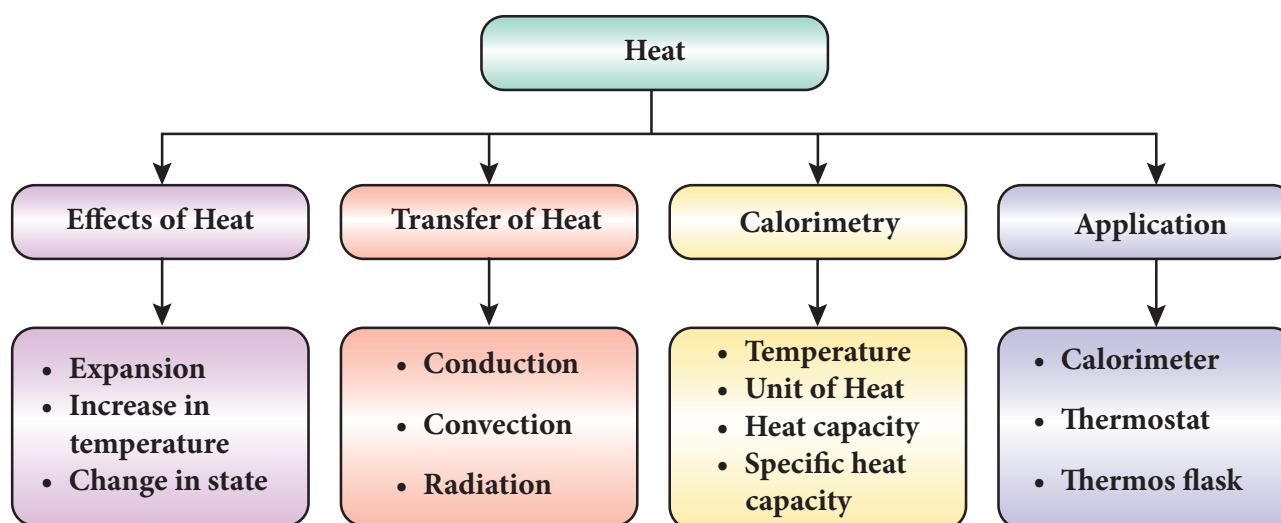 Heat
Effects of Heat
Transfer of Heat
Calorimetry
Application
• Expansion
• Increase in
temperature
• Change in state
• Conduction
• Convection
• Radiation
• Temperature
• Unit of Heat
• Heat capacity
• Specific heat
capacity
• Calorimeter
• Thermostat
• Thermos flask